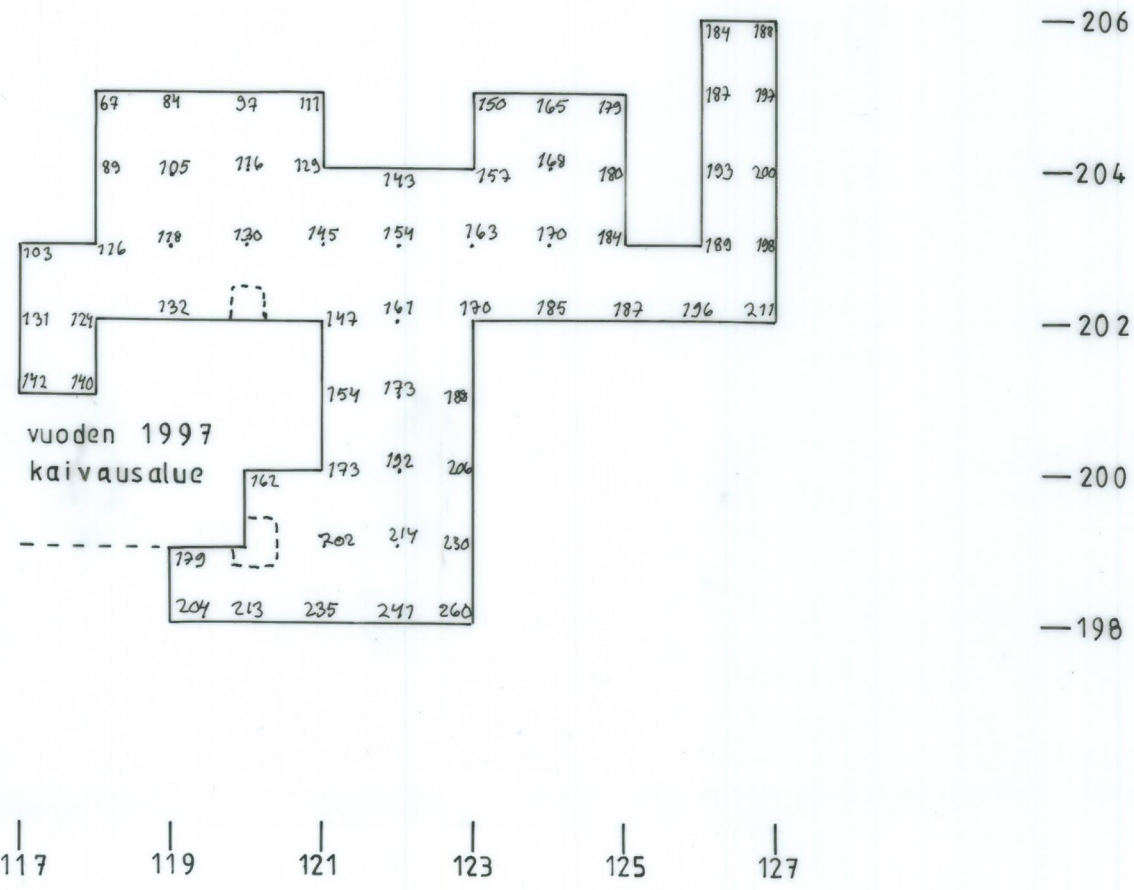 184 188 — 206
67 84 97 111 150 165 179 187 197
89 105 116 129 143 157 168 180 193 200 — 204
103 116 118 130 145 154 163 170 184 189 198
131 124 132 147 161 170 185 187 196 211 — 202
142 140 154 173 188
vuoden 1997
kaivausalue
162 173 192 206 — 200
179 202 214 230
204 213 235 247 260 — 198
117 119 121 123 125 127